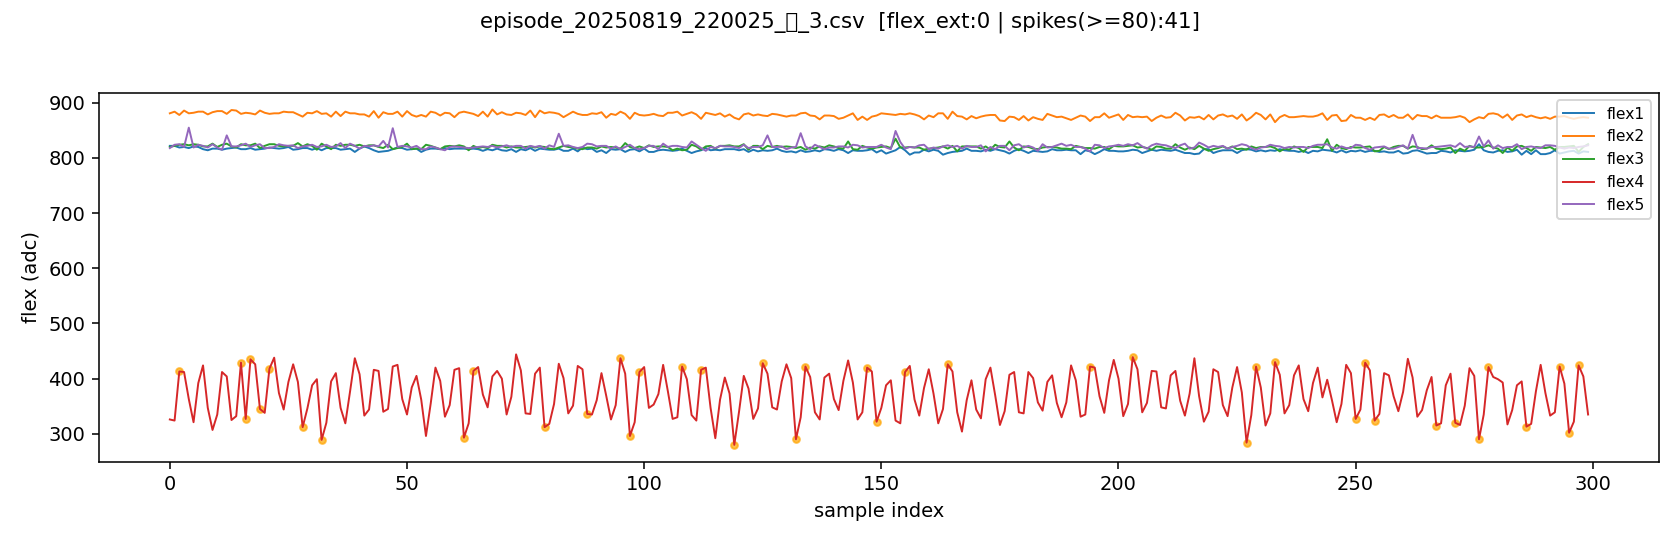 episode_20250819_220025_▯_3.csv [flex_ext:0 | spikes(>=80):41]
900
800
700
600
500
400
300
flex (adc)
flex1
flex2
flex3
flex4
flex5
0
50
100
150
200
250
300
sample index